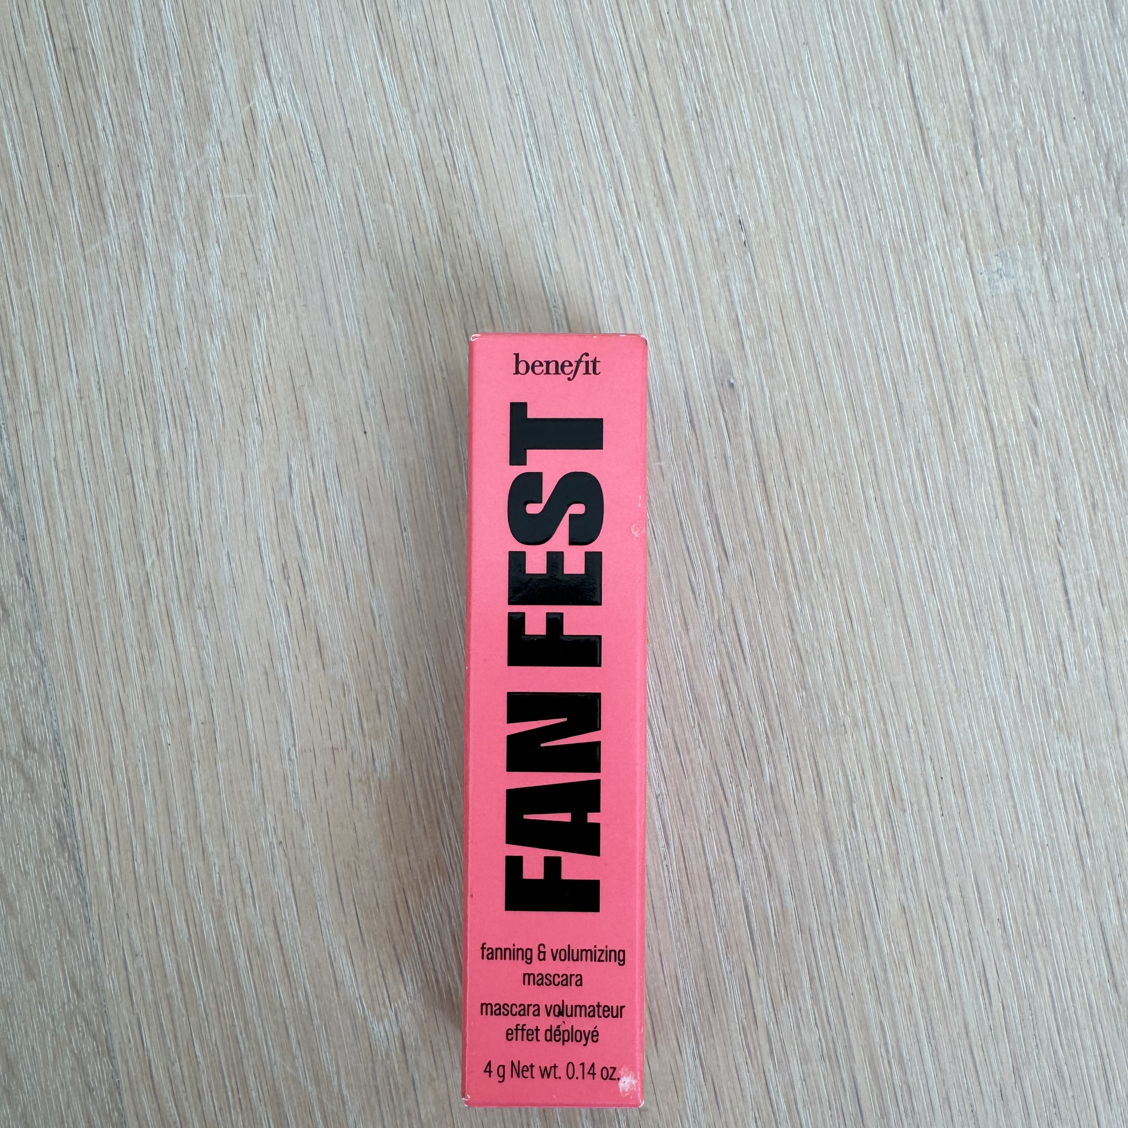 benefit
FAN FEST
fanning & volumizing
mascara
mascara volumateur
effet déployé
4 g Net wt. 0.14 oz.